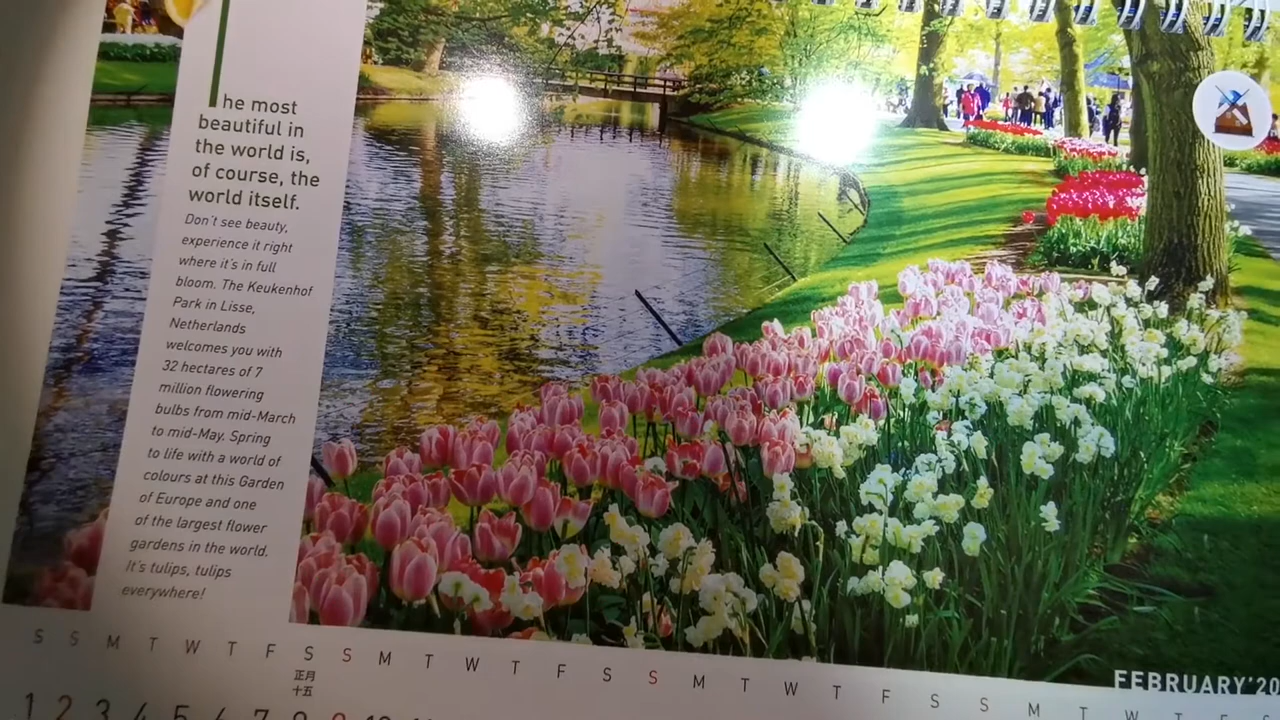 he most
beautiful in
the world is,
of course, the
world itself.
Don't see beauty,
experience it right
where it's in full
bloom. The Keukenhof
Park in Lisse,
Netherlands
welcomes you with
32 hectares of 7
million flowering
bulbs from mid-March
to mid-May. Spring
to life with a world of
colours at this Garden
of Europe and one
of the largest flower
gardens in the world.
It's tulips, tulips
everywhere!
FEBRUARY'20
S S M T W T F S S M T W T F S S M T W T F S S M T W T F S
正月
十五
1 2 3 4 5 6 7 8 9 10